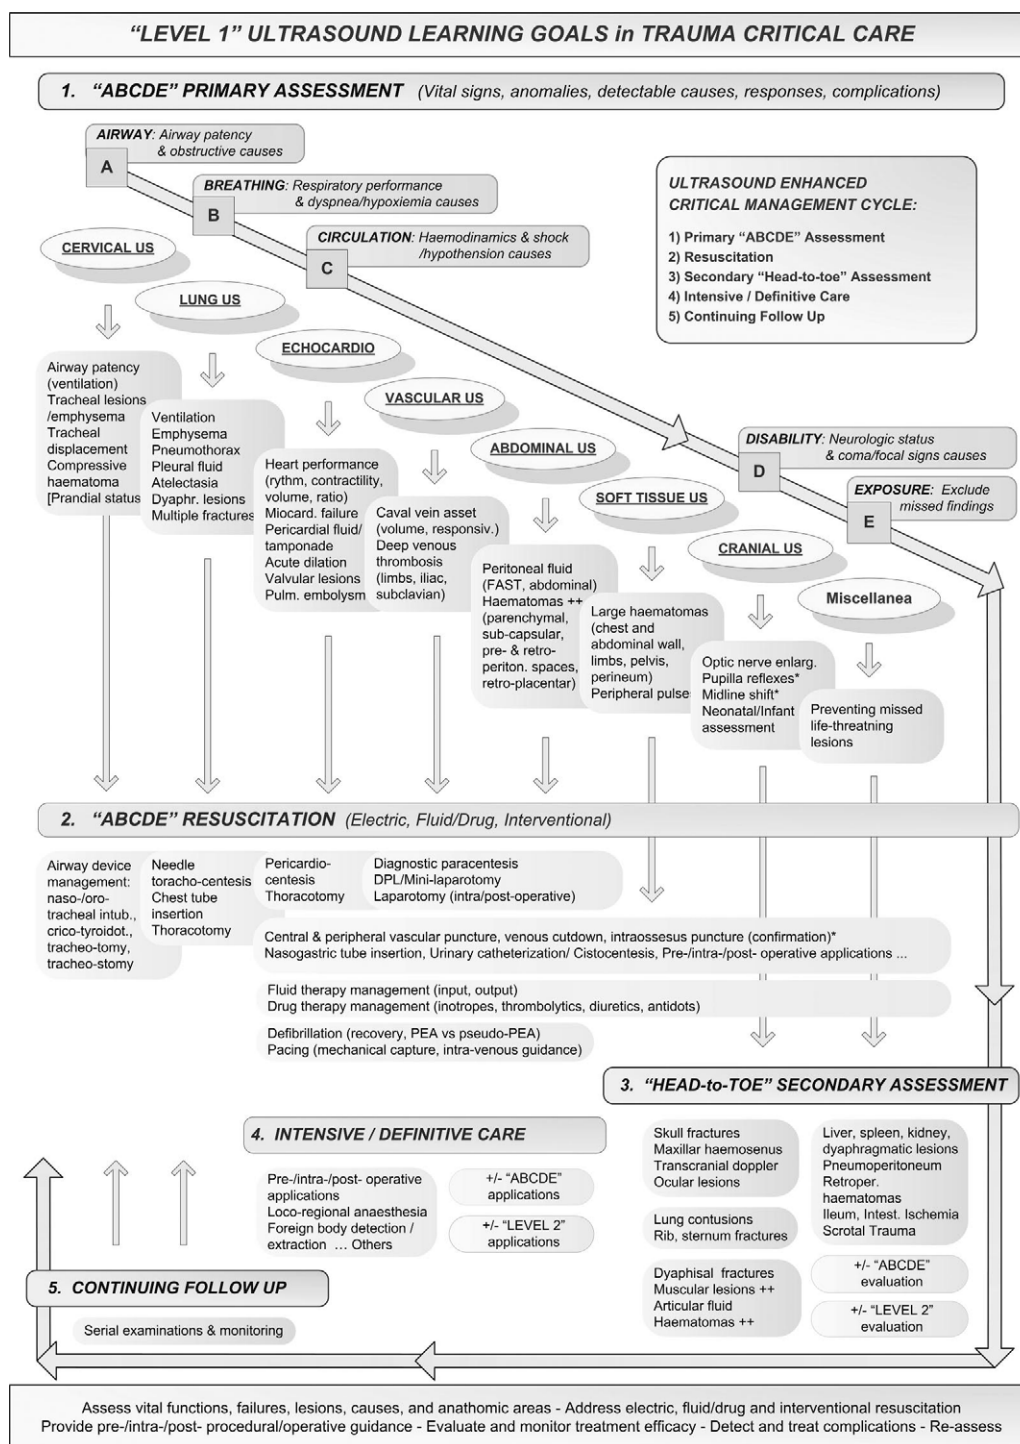 “LEVEL 1” ULTRASOUND LEARNING GOALS in TRAUMA CRITICAL CARE
1. “ABCDE” PRIMARY ASSESSMENT (Vital signs, anomalies, detectable causes, responses, complications)
AIRWAY: Airway patency
& obstructive causes
A
BREATHING: Respiratory performance
& dyspnea/hypoxiemia causes
B
CIRCULATION: Haemodinamics & shock
/hypothension causes
C
ULTRASOUND ENHANCED
CRITICAL MANAGEMENT CYCLE:
1) Primary “ABCDE” Assessment
2) Resuscitation
3) Secondary “Head-to-toe” Assessment
4) Intensive / Definitive Care
5) Continuing Follow Up
DISABILITY: Neurologic status
& coma/focal signs causes
D
EXPOSURE: Exclude
missed findings
E
CERVICAL US
Airway patency
(ventilation)
Tracheal lesions
/emphysema
Tracheal
displacement
Compressive
haematoma
[Prandial status
LUNG US
Ventilation
Emphysema
Pneumothorax
Pleural fluid
Atelectasia
Dyaphr. lesions
Multiple fractures
ECHOCARDIO
Heart performance
(rythm, contractility,
volume, ratio)
Miocard. failure
Pericardial fluid/
tamponade
Acute dilation
Valvular lesions
Pulm. embolysm
VASCULAR US
Caval vein asset
(volume, responsiv.)
Deep venous
thrombosis
(limbs, iliac,
subclavian)
ABDOMINAL US
Peritoneal fluid
(FAST, abdominal)
Haematomas ++
(parenchymal,
sub-capsular,
pre- & retro-
periton. spaces,
retro-placentar)
SOFT TISSUE US
Large haematomas
(chest and
abdominal wall,
limbs, pelvis,
perineum)
Peripheral pulses
CRANIAL US
Optic nerve enlarg.
Pupilla reflexes*
Midline shift*
Neonatal/Infant
assessment
Miscellanea
Preventing missed
life-threatning
lesions
2. “ABCDE” RESUSCITATION (Electric, Fluid/Drug, Interventional)
Airway device
management:
naso-/oro-
tracheal intub.,
crico-tyroidot.,
tracheo-tomy,
tracheo-stomy
Needle
toracho-centesis
Chest tube
insertion
Thoracotomy
Pericardio-
centesis
Thoracotomy
Diagnostic paracentesis
DPL/Mini-laparotomy
Laparotomy (intra/post-operative)
Central & peripheral vascular puncture, venous cutdown, intraossesus puncture (confirmation)*
Nasogastric tube insertion, Urinary catheterization/ Cistocentesis, Pre-/intra-/post- operative applications ...
Fluid therapy management (input, output)
Drug therapy management (inotropes, thrombolytics, diuretics, antidots)
Defibrillation (recovery, PEA vs pseudo-PEA)
Pacing (mechanical capture, intra-venous guidance)
3. “HEAD-to-TOE” SECONDARY ASSESSMENT
Skull fractures
Maxillar haemosenus
Transcranial doppler
Ocular lesions
Lung contusions
Rib, sternum fractures
Dyaphisal fractures
Muscular lesions ++
Articular fluid
Haematomas ++
Liver, spleen, kidney,
dyaphragmatic lesions
Pneumoperitoneum
Retroper.
haematomas
Ileum, Intest. Ischemia
Scrotal Trauma
+/- “ABCDE”
evaluation
+/- “LEVEL 2”
evaluation
4. INTENSIVE / DEFINITIVE CARE
Pre-/intra-/post- operative
applications
Loco-regional anaesthesia
Foreign body detection /
extraction ... Others
+/- “ABCDE”
applications
+/- “LEVEL 2”
applications
5. CONTINUING FOLLOW UP
Serial examinations & monitoring
Assess vital functions, failures, lesions, causes, and anathomic areas - Address electric, fluid/drug and interventional resuscitation
Provide pre-/intra-/post- procedural/operative guidance - Evaluate and monitor treatment efficacy - Detect and treat complications - Re-assess